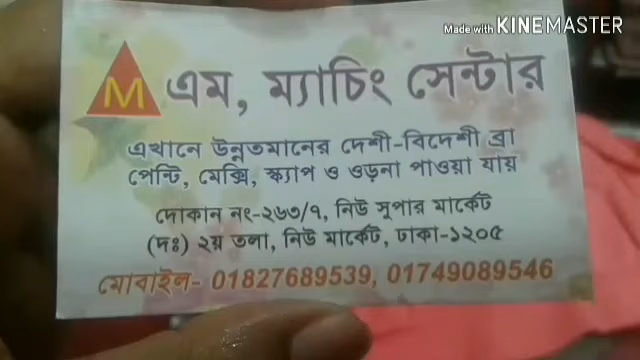 Made with KINEMASTER
M এম, ম্যাচিং সেন্টার
এখানে উন্নতমানের দেশী-বিদেশী ব্রা
পেন্টি, মেক্সি, স্ক্যাপ ও ওড়না পাওয়া যায়
দোকান নং-২৬৩/৭, নিউ সুপার মার্কেট
(দঃ) ২য় তলা, নিউ মার্কেট, ঢাকা-১২০৫
মোবাইল- 01827689539, 01749089546